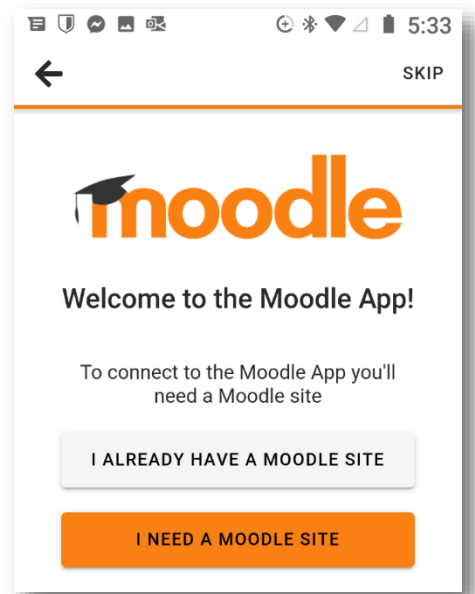 5:33
SKIP
moodle
Welcome to the Moodle App!
To connect to the Moodle App you'll
need a Moodle site
I ALREADY HAVE A MOODLE SITE
I NEED A MOODLE SITE